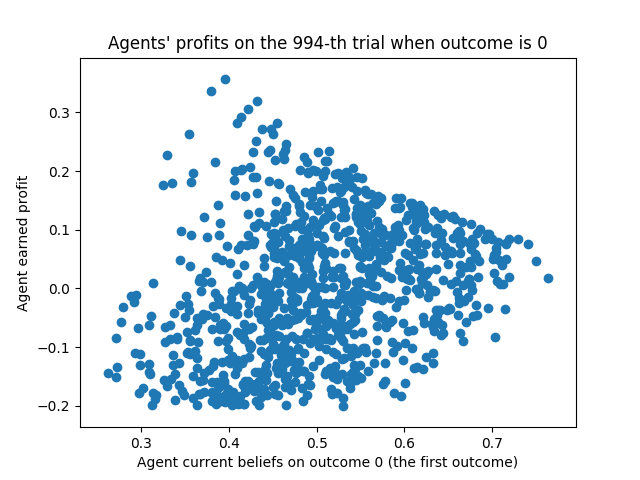 Agents' profits on the 994-th trial when outcome is 0
0.3
0.2
0.1
0.0
−0.1
−0.2
Agent earned profit
0.3 0.4 0.5 0.6 0.7
Agent current beliefs on outcome 0 (the first outcome)